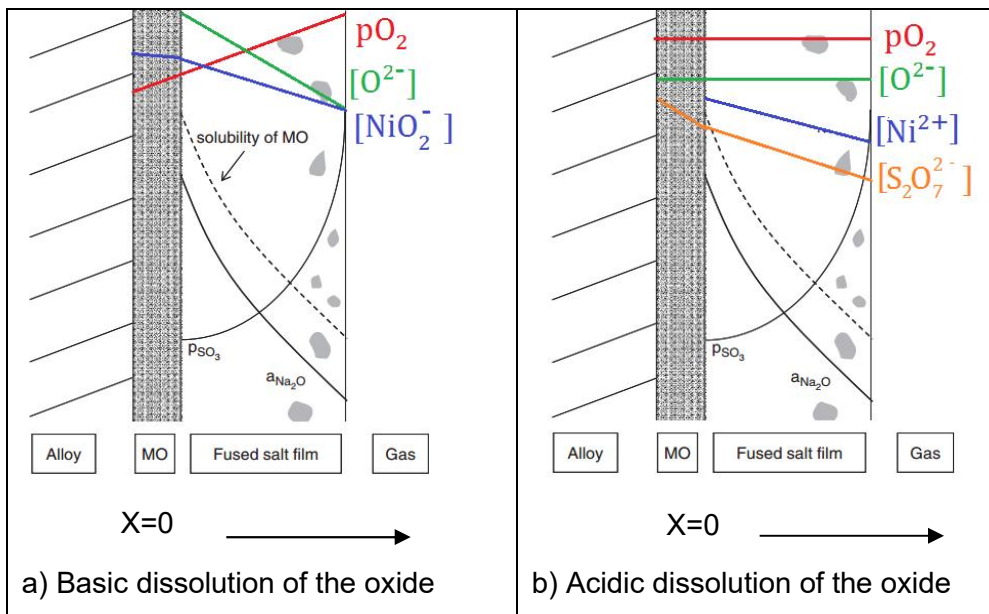 pO₂
[O²⁻]
[NiO₂⁻]
solubility of MO
pSO₃
aNa₂O
Alloy
MO
Fused salt film
Gas
X=0
a) Basic dissolution of the oxide
pO₂
[O²⁻]
[Ni²⁺]
[S₂O₇²⁻]
pSO₃
aNa₂O
Alloy
MO
Fused salt film
Gas
X=0
b) Acidic dissolution of the oxide